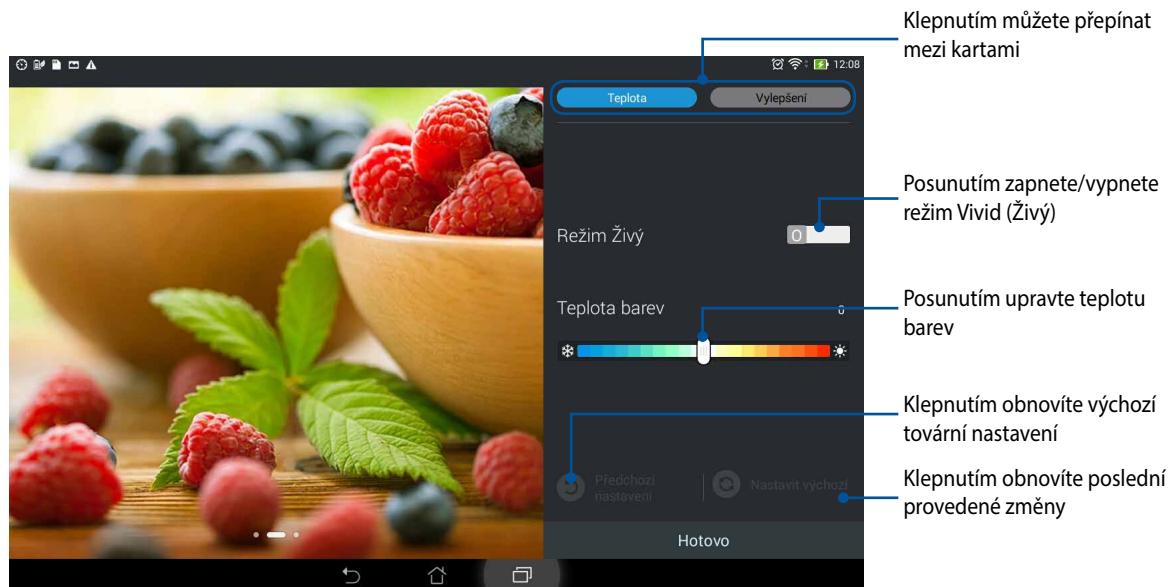 Klepnutím můžete přepínat
mezi kartami
12:08
Teplota
Vylepšení
Posunutím zapnete/vypnete
režim Vivid (Živý)
Režim Živý
O
Posunutím upravte teplotu
barev
Teplota barev
0
Klepnutím obnovíte výchozí
tovární nastavení
Předchozí
nastavení
Nastavit výchozí
Klepnutím obnovíte poslední
provedené změny
Hotovo